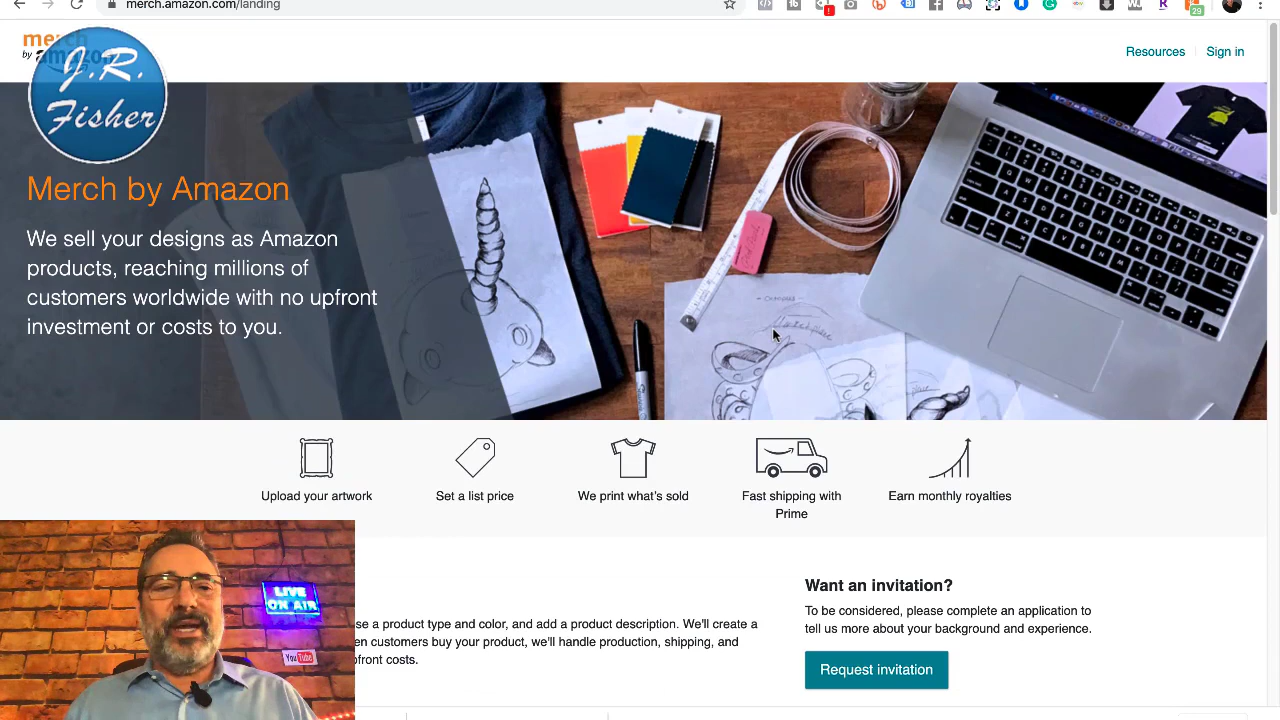 merch.amazon.com/landing
29
merch
by amazon
J.R.
Fisher
Resources
Sign in
Merch by Amazon
We sell your designs as Amazon
products, reaching millions of
customers worldwide with no upfront
investment or costs to you.
Upload your artwork
Set a list price
We print what's sold
Fast shipping with
Prime
Earn monthly royalties
LIVE
ON AIR
YouTube
se a product type and color, and add a product description. We'll create a
en customers buy your product, we'll handle production, shipping, and
pfront costs.
Want an invitation?
To be considered, please complete an application to
tell us more about your background and experience.
Request invitation